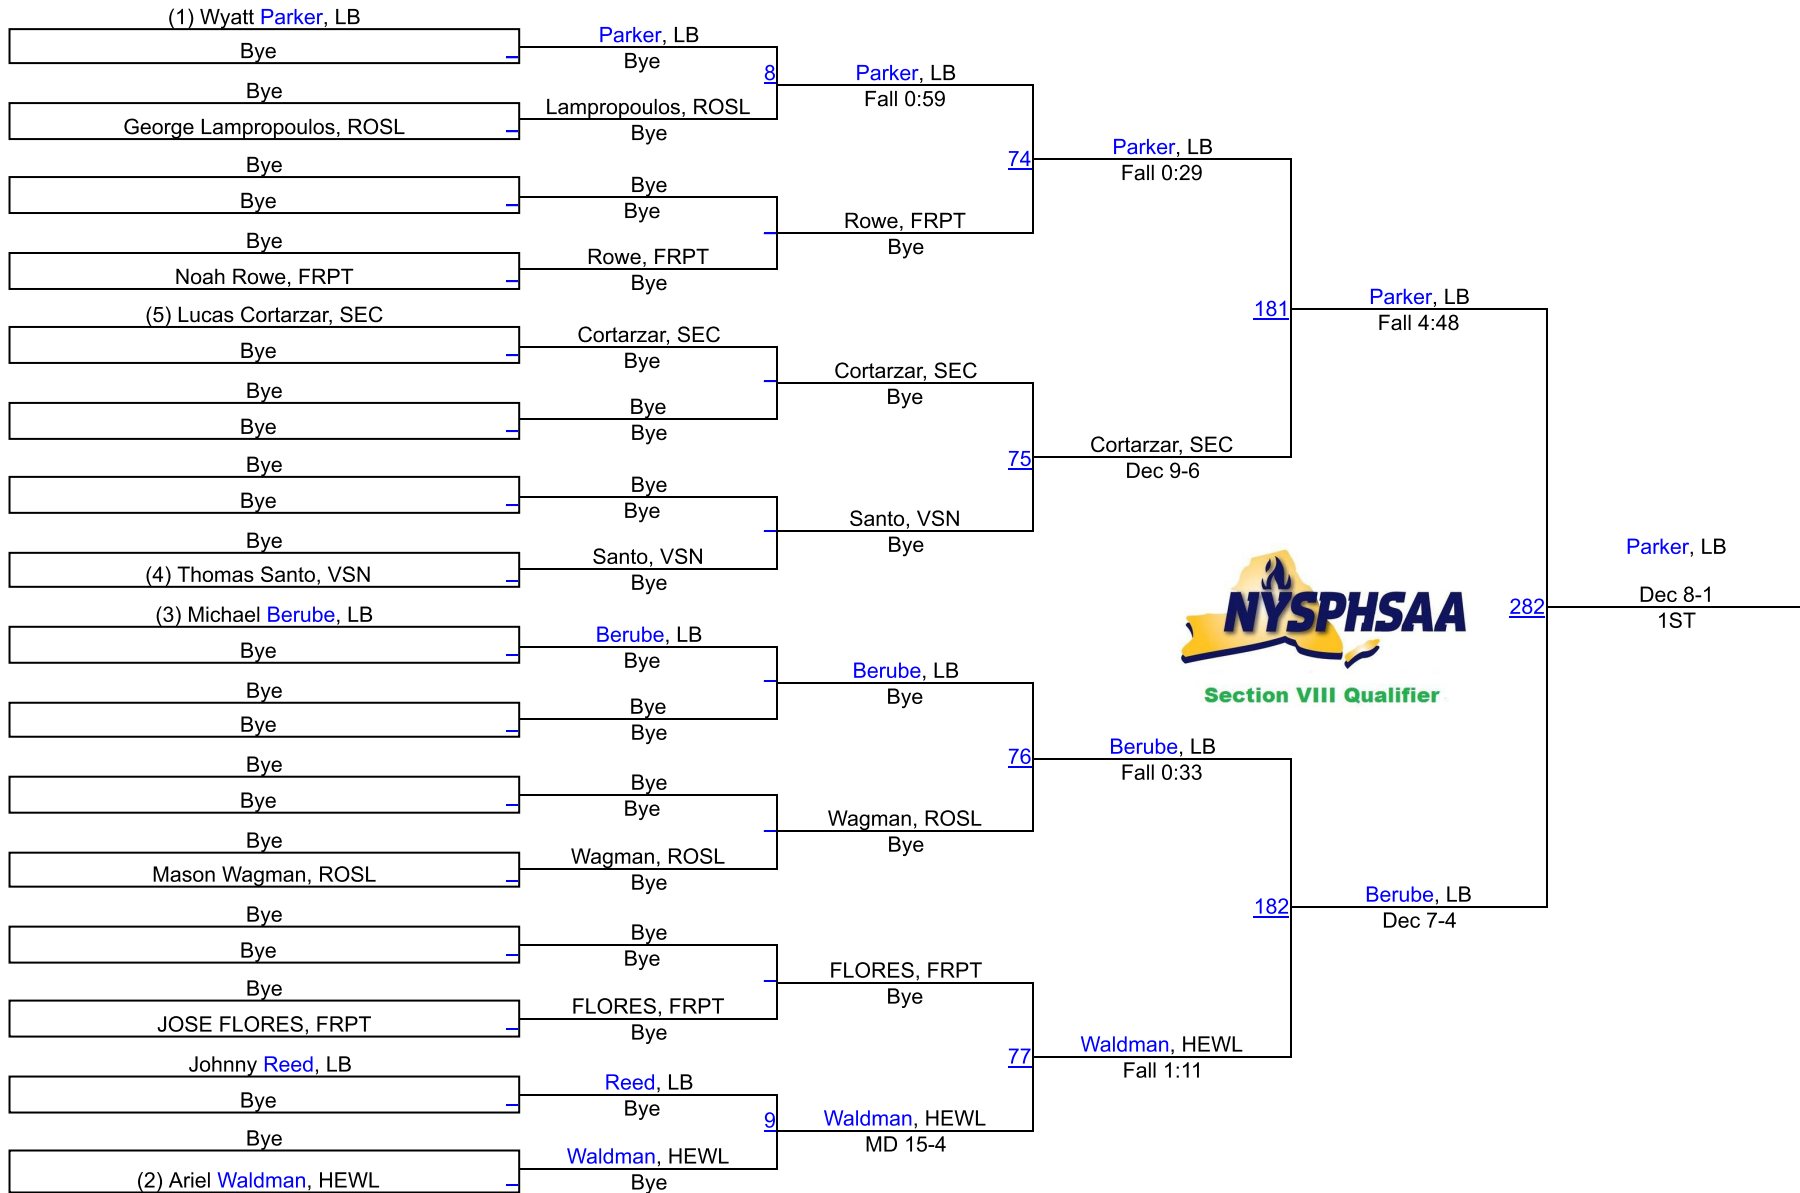 (1) Wyatt Parker, LB
Bye
Bye
George Lampropoulos, ROSL
Bye
Bye
Bye
Noah Rowe, FRPT
(5) Lucas Cortarzar, SEC
Bye
Bye
Bye
Bye
Bye
Bye
(4) Thomas Santo, VSN
(3) Michael Berube, LB
Bye
Bye
Bye
Bye
Bye
Bye
Mason Wagman, ROSL
Bye
Bye
Bye
JOSE FLORES, FRPT
Johnny Reed, LB
Bye
Bye
(2) Ariel Waldman, HEWL
Parker, LB
Bye
8
Lampropoulos, ROSL
Bye
Bye
Bye
Rowe, FRPT
Bye
Cortarzar, SEC
Bye
Bye
Bye
Bye
Bye
Santo, VSN
Bye
Berube, LB
Bye
Bye
Bye
Bye
Bye
Wagman, ROSL
Bye
Bye
Bye
FLORES, FRPT
Bye
Reed, LB
Bye
9
Waldman, HEWL
Bye
Parker, LB
Fall 0:59
74
Rowe, FRPT
Bye
Cortarzar, SEC
Bye
75
Santo, VSN
Bye
Berube, LB
Bye
76
Wagman, ROSL
Bye
FLORES, FRPT
Bye
77
Waldman, HEWL
MD 15-4
Parker, LB
Fall 0:29
181
Cortarzar, SEC
Dec 9-6
Berube, LB
Fall 0:33
182
Waldman, HEWL
Fall 1:11
Parker, LB
Fall 4:48
NYSPHSAA
Section VIII Qualifier
282
Berube, LB
Dec 7-4
Parker, LB
Dec 8-1
1ST